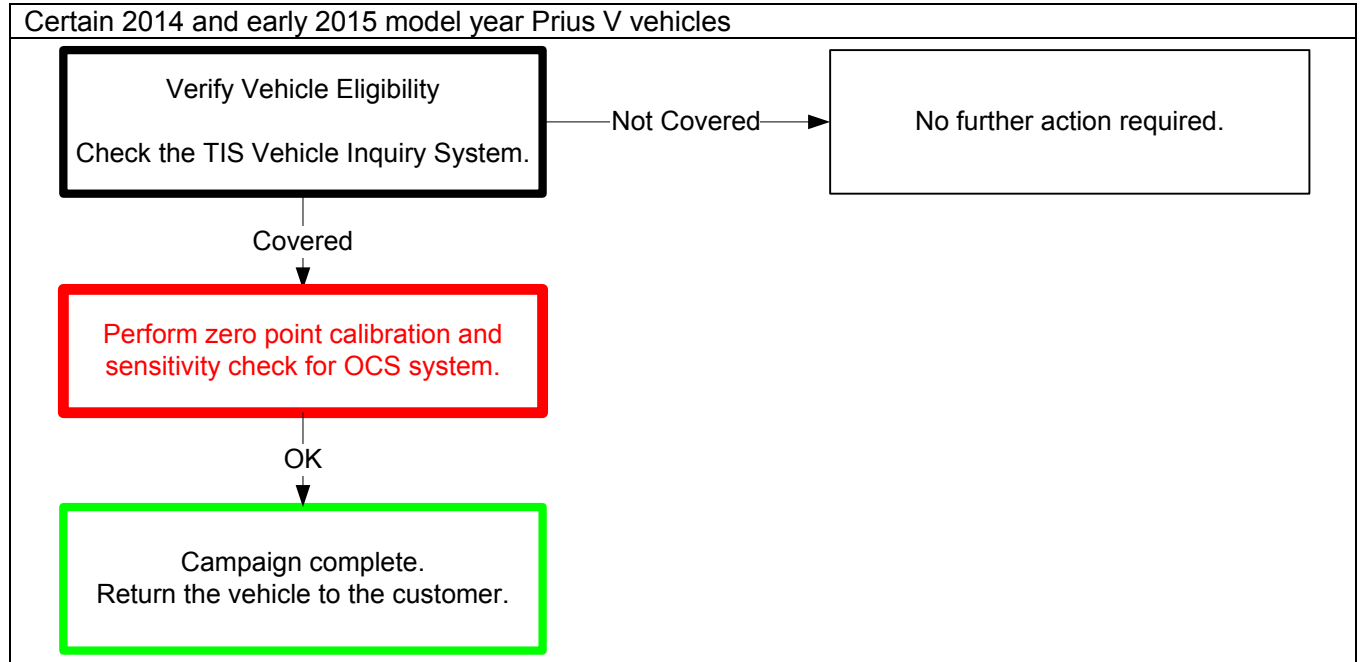 Certain 2014 and early 2015 model year Prius V vehicles
Verify Vehicle Eligibility
Check the TIS Vehicle Inquiry System.
Not Covered
No further action required.
Covered
Perform zero point calibration and
sensitivity check for OCS system.
OK
Campaign complete.
Return the vehicle to the customer.